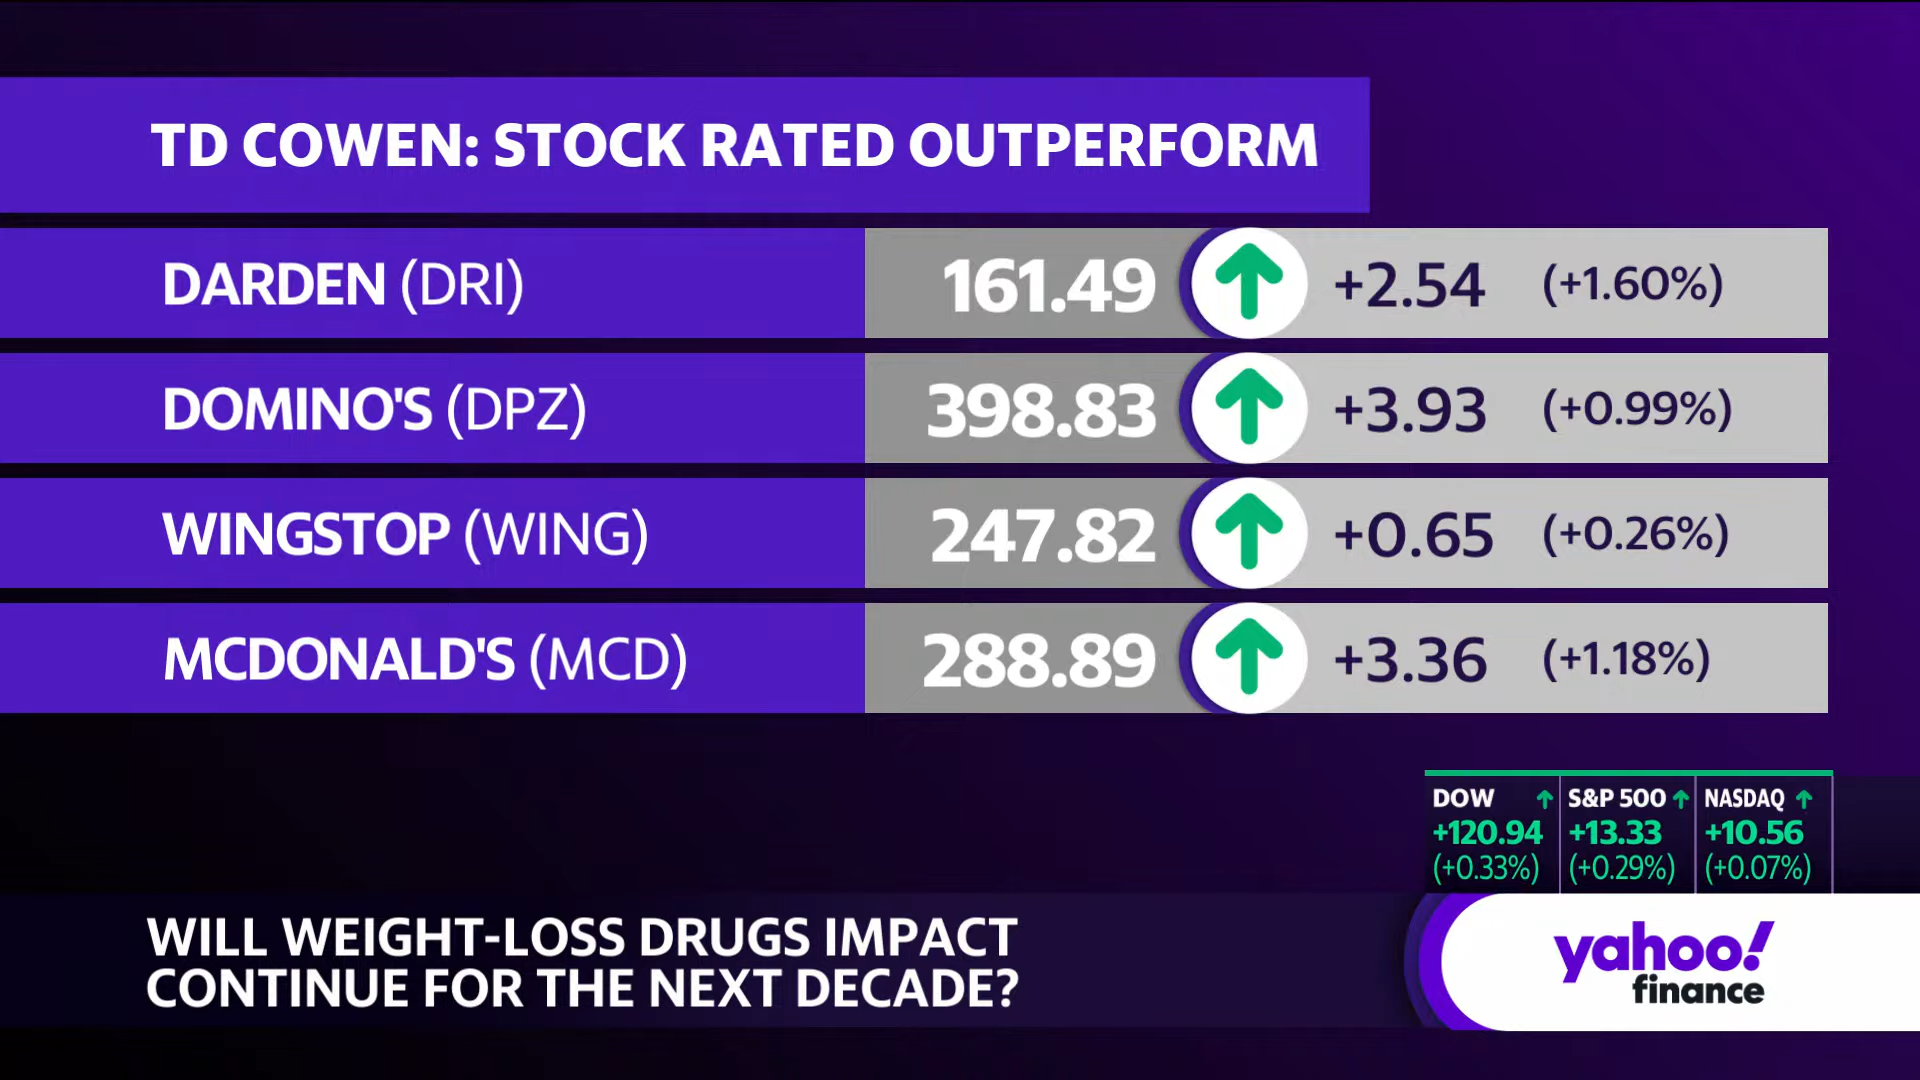 TD COWEN: STOCK RATED OUTPERFORM
DARDEN (DRI) 161.49 +2.54 (+1.60%)
DOMINO'S (DPZ) 398.83 +3.93 (+0.99%)
WINGSTOP (WING) 247.82 +0.65 (+0.26%)
MCDONALD'S (MCD) 288.89 +3.36 (+1.18%)
DOW S&P 500 NASDAQ
+120.94 +13.33 +10.56
(+0.33%) (+0.29%) (+0.07%)
WILL WEIGHT-LOSS DRUGS IMPACT
CONTINUE FOR THE NEXT DECADE?
yahoo!
finance